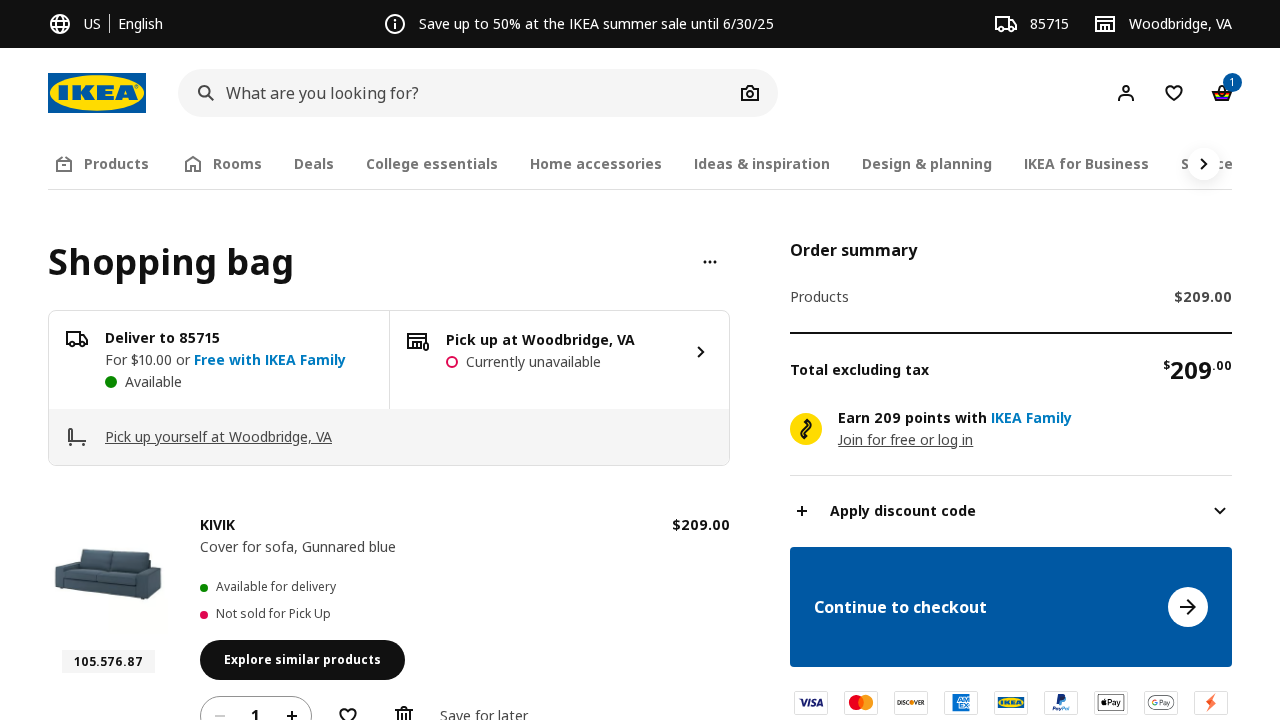 US English
Save up to 50% at the IKEA summer sale until 6/30/25
85715
Woodbridge, VA
IKEA
What are you looking for?
1
Products
Rooms
Deals
College essentials
Home accessories
Ideas & inspiration
Design & planning
IKEA for Business
Shopping bag
Deliver to 85715
For $10.00 or Free with IKEA Family
Available
Pick up at Woodbridge, VA
Currently unavailable
Pick up yourself at Woodbridge, VA
KIVIK
$209.00
Cover for sofa, Gunnared blue
Available for delivery
Not sold for Pick Up
105.576.87
Explore similar products
1
Save for later
Order summary
Products
$209.00
Total excluding tax
$209.00
Earn 209 points with IKEA Family
Join for free or log in
Apply discount code
Continue to checkout
VISA
DISCOVER
AMEX
IKEA
PayPal
Pay
G Pay